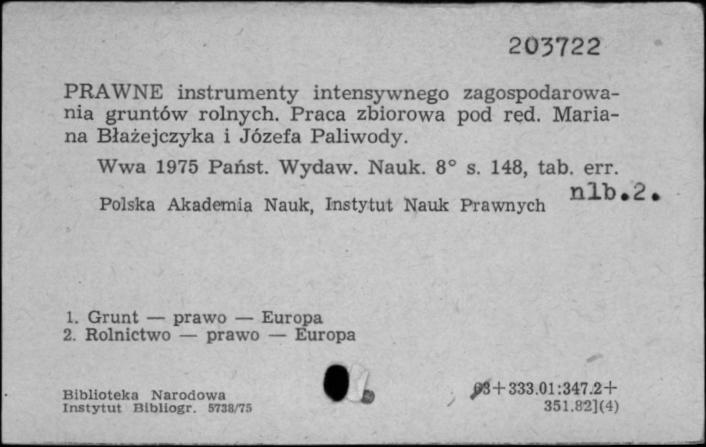 203722
PRAWNE instrumenty intensywnego zagospodarowa-
nia gruntów rolnych. Praca zbiorowa pod red. Maria-
na Błażejczyka i Józefa Paliwody.
Wwa 1975 Państ. Wydaw. Nauk. 8° s. 148, tab. err.
nlb.2.
Polska Akademia Nauk, Instytut Nauk Prawnych
1. Grunt — prawo — Europa
2. Rolnictwo — prawo — Europa
Biblioteka Narodowa
Instytut Bibliogr. 5738/75
63+333.01:347.2+
351.82](4)